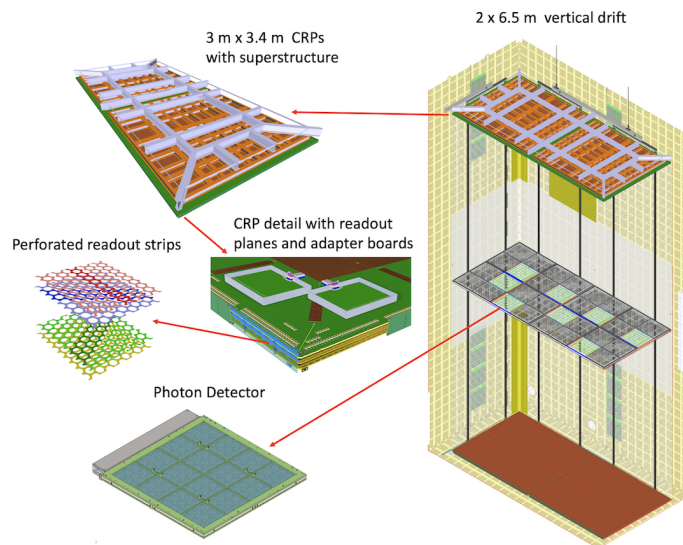 3 m x 3.4 m CRPs
with superstructure
2 x 6.5 m vertical drift
CRP detail with readout
planes and adapter boards
Perforated readout strips
Photon Detector